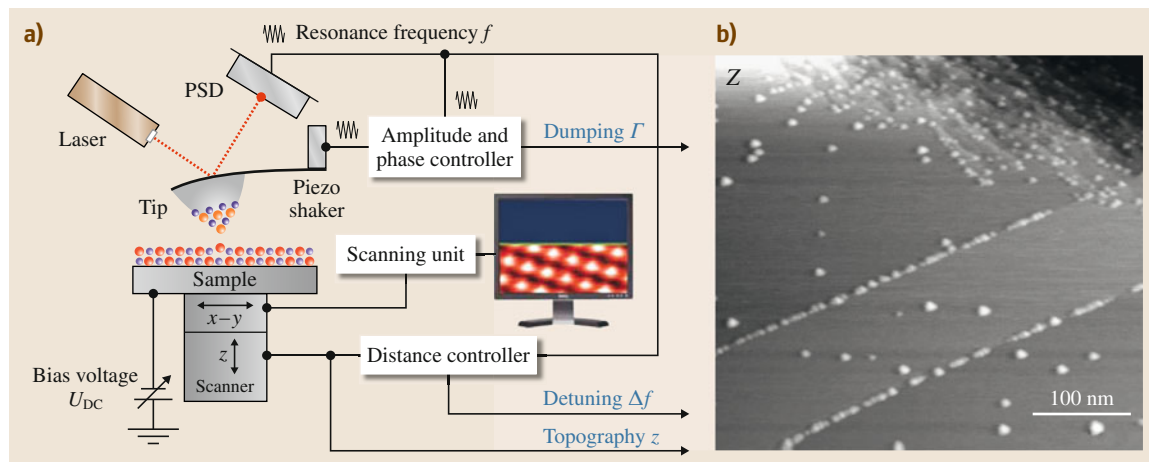 a)
Resonance frequency f
PSD
Laser
Amplitude and
phase controller
Dumping Γ
Tip
Piezo
shaker
Scanning unit
Sample
x–y
z
Scanner
Distance controller
Bias voltage
U_DC
Detuning Δf
Topography z
b)
Z
100 nm